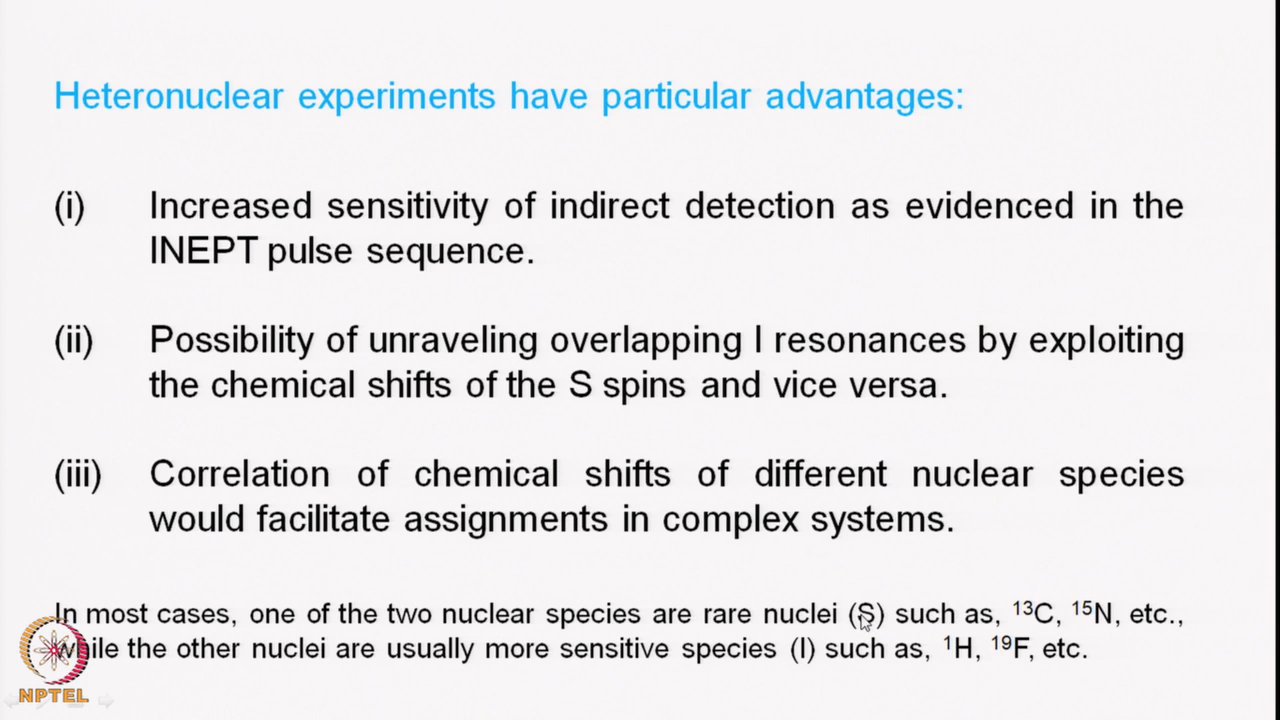 Heteronuclear experiments have particular advantages:
(i) Increased sensitivity of indirect detection as evidenced in the
INEPT pulse sequence.
(ii) Possibility of unraveling overlapping I resonances by exploiting
the chemical shifts of the S spins and vice versa.
(iii) Correlation of chemical shifts of different nuclear species
would facilitate assignments in complex systems.
In most cases, one of the two nuclear species are rare nuclei (S) such as, ¹³C, ¹⁵N, etc.,
while the other nuclei are usually more sensitive species (I) such as, ¹H, ¹⁹F, etc.
NPTEL